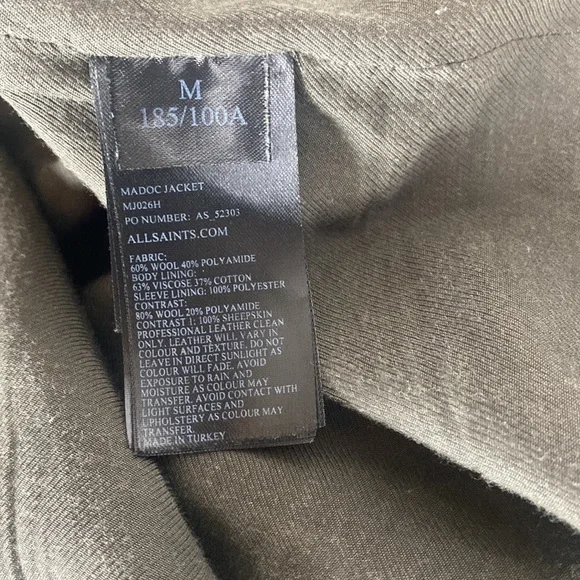 M
185/100A
MADOC JACKET
MJ026H
PO NUMBER: AS_52303
ALLSAINTS.COM
FABRIC:
60% WOOL 40% POLYAMIDE
BODY LINING:
63% VISCOSE 37% COTTON
SLEEVE LINING: 100% POLYESTER
CONTRAST:
80% WOOL 20% POLYAMIDE
CONTRAST 1: 100% SHEEPSKIN
PROFESSIONAL LEATHER CLEAN
ONLY. LEATHER WILL VARY IN
COLOUR AND TEXTURE. DO NOT
LEAVE IN DIRECT SUNLIGHT AS
COLOUR WILL FADE. AVOID
EXPOSURE TO RAIN AND
MOISTURE AS COLOUR MAY
TRANSFER. AVOID CONTACT WITH
LIGHT SURFACES AND
UPHOLSTERY AS COLOUR MAY
TRANSFER.
MADE IN TURKEY